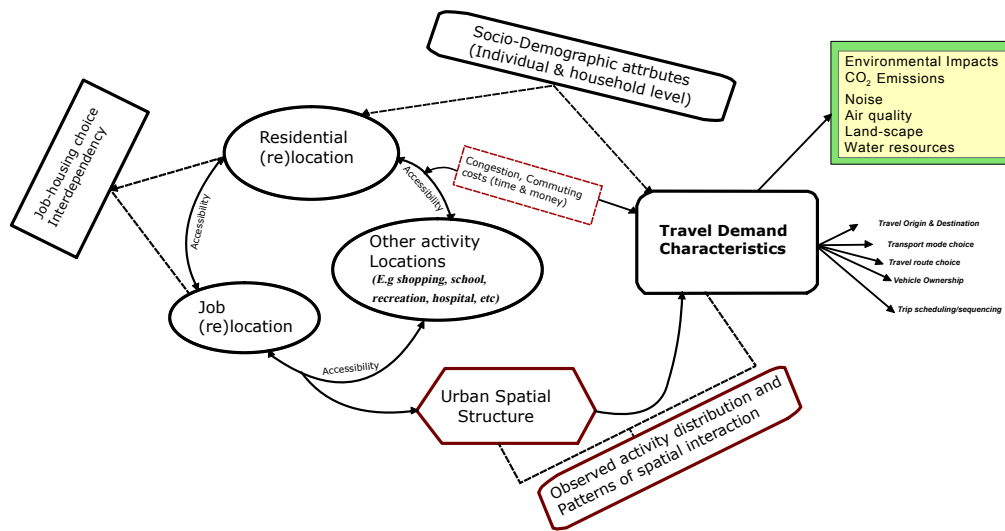 Socio-Demographic attrbutes
(Individual & household level)
Environmental Impacts
CO₂ Emissions
Noise
Air quality
Land-scape
Water resources
Job-housing choice
Interdependency
Residential
(re)location
Accessibility
Accessibility
Congestion, Commuting
costs (time & money)
Other activity
Locations
(E.g shopping, school,
recreation, hospital, etc)
Travel Demand
Characteristics
Travel Origin & Destination
Transport mode choice
Travel route choice
Vehicle Ownership
Trip scheduling/sequencing
Job
(re)location
Accessibility
Urban Spatial
Structure
Observed activity distribution and
Patterns of spatial interaction